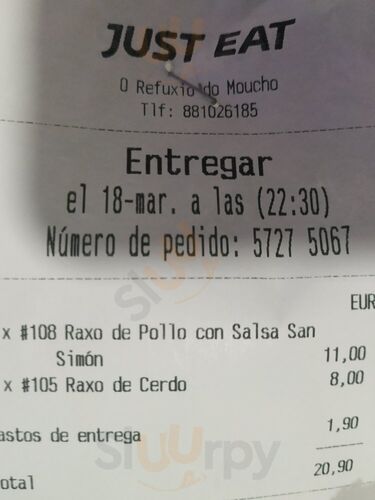 JUST EAT
O Refuxio do Moucho
Tlf: 881026185
Entregar
el 18-mar. a las (22:30)
Número de pedido: 5727 5067
EUR
x #108 Raxo de Pollo con Salsa San
Simón 11,00
x #105 Raxo de Cerdo 8,00
astos de entrega 1,90
otal 20,90
sluurpy